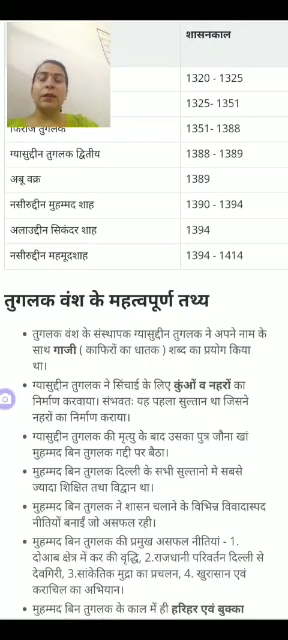 शासनकाल
1320 - 1325
1325- 1351
फिरोज तुगलक 1351- 1388
ग्यासुद्दीन तुगलक द्वितीय 1388 - 1389
अबू वक्र 1389
नसीरुद्दीन मुहम्मद शाह 1390 - 1394
अलाउद्दीन सिकंदर शाह 1394
नसीरुद्दीन महमूदशाह 1394 - 1414
तुगलक वंश के महत्वपूर्ण तथ्य
• तुगलक वंश के संस्थापक ग्यासुद्दीन तुगलक ने अपने नाम के
साथ गाजी ( काफिरों का धातक ) शब्द का प्रयोग किया
था।
• ग्यासुद्दीन तुगलक ने सिंचाई के लिए कुंओं व नहरों का
निर्माण करवाया। संभवतः यह पहला सुल्तान था जिसने
नहरों का निर्माण कराया।
• ग्यासुद्दीन तुगलक की मृत्यु के बाद उसका पुत्र जौना खां
मुहम्मद बिन तुगलक गद्दी पर बैठा।
• मुहम्मद बिन तुगलक दिल्ली के सभी सुल्तानो मे सबसे
ज्यादा शिक्षित तथा विद्वान था।
• मुहम्मद बिन तुगलक ने शासन चलाने के विभिन्न विवादास्पद
नीतियों बनाईं जो असफल रही।
• मुहम्मद बिन तुगलक की प्रमुख असफल नीतियां - 1.
दोआब क्षेत्र में कर की वृद्धि, 2.राजधानी परिवर्तन दिल्ली से
देवगिरी, 3.सांकेतिक मुद्रा का प्रचलन, 4. खुरासान एवं
कराचिल का अभियान।
• मुहम्मद बिन तुगलक के काल में ही हरिहर एवं बुक्का